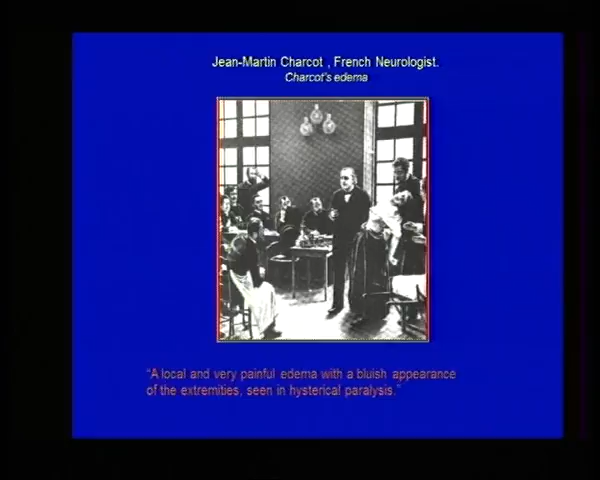 Jean-Martin Charcot , French Neurologist.
Charcot's edema
"A local and very painful edema with a bluish appearance
of the extremities, seen in hysterical paralysis."